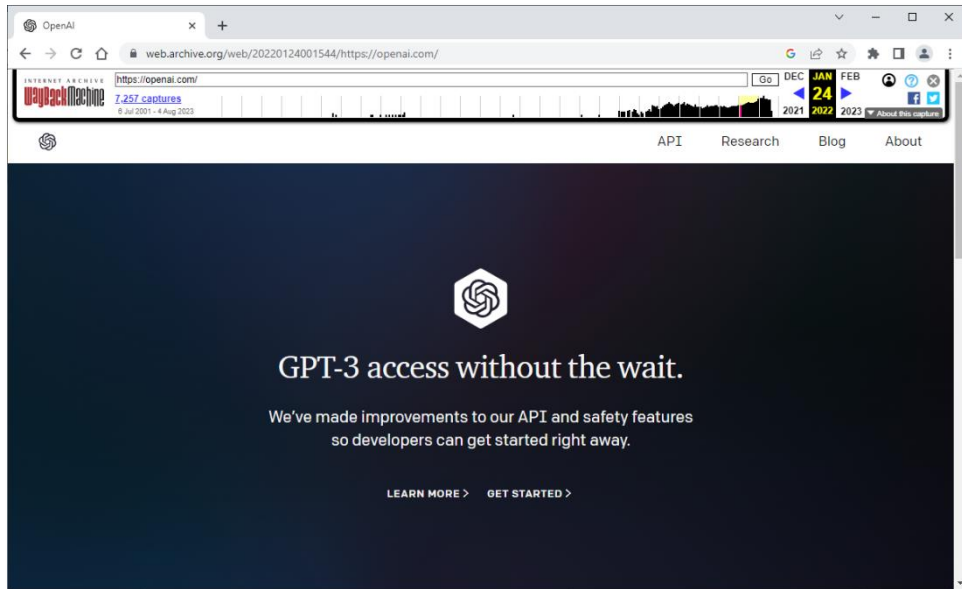 OpenAI
web.archive.org/web/20220124001544/https://openai.com/
INTERNET ARCHIVE
WayBackMachine
https://openai.com/
Go
DEC JAN FEB
7,257 captures
24
6 Jul 2001 - 4 Aug 2023
2021 2022 2023
About this capture
API Research Blog About
GPT-3 access without the wait.
We've made improvements to our API and safety features
so developers can get started right away.
LEARN MORE > GET STARTED >